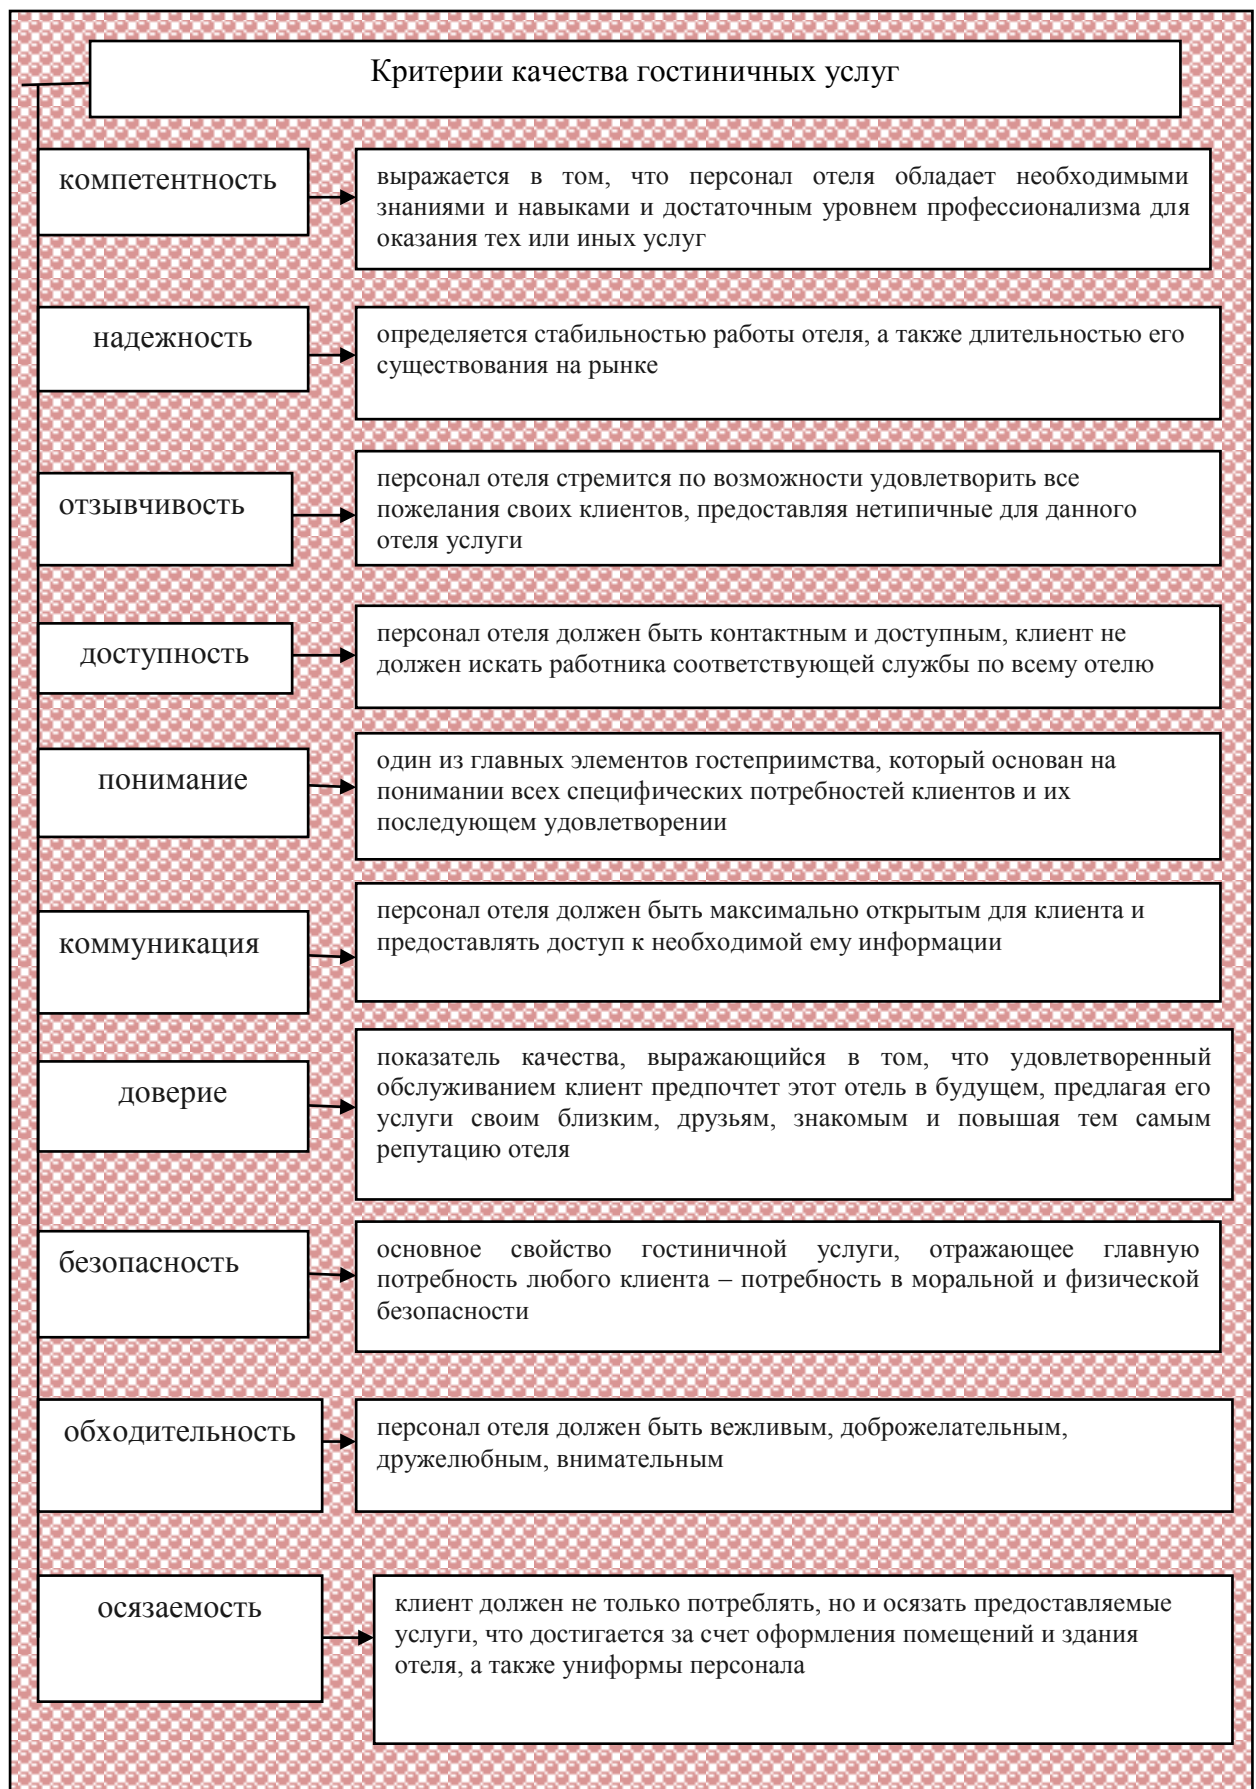 Критерии качества гостиничных услуг
компетентность
выражается в том, что персонал отеля обладает необходимыми
знаниями и навыками и достаточным уровнем профессионализма для
оказания тех или иных услуг
надежность
определяется стабильностью работы отеля, а также длительностью его
существования на рынке
отзывчивость
персонал отеля стремится по возможности удовлетворить все
пожелания своих клиентов, предоставляя нетипичные для данного
отеля услуги
доступность
персонал отеля должен быть контактным и доступным, клиент не
должен искать работника соответствующей службы по всему отелю
понимание
один из главных элементов гостеприимства, который основан на
понимании всех специфических потребностей клиентов и их
последующем удовлетворении
коммуникация
персонал отеля должен быть максимально открытым для клиента и
предоставлять доступ к необходимой ему информации
доверие
показатель качества, выражающийся в том, что удовлетворенный
обслуживанием клиент предпочтет этот отель в будущем, предлагая его
услуги своим близким, друзьям, знакомым и повышая тем самым
репутацию отеля
безопасность
основное свойство гостиничной услуги, отражающее главную
потребность любого клиента – потребность в моральной и физической
безопасности
обходительность
персонал отеля должен быть вежливым, доброжелательным,
дружелюбным, внимательным
осязаемость
клиент должен не только потреблять, но и осязать предоставляемые
услуги, что достигается за счет оформления помещений и здания
отеля, а также униформы персонала